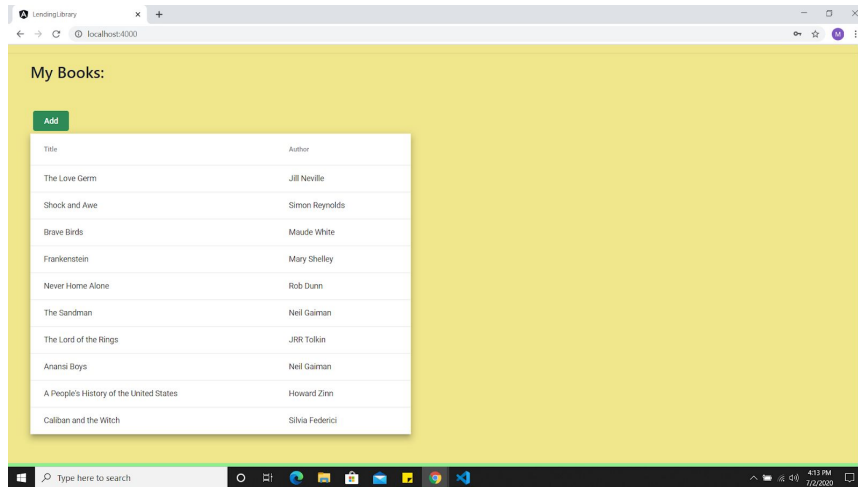 LendingLibrary
localhost:4000
M
My Books:
Add
Title Author
The Love Germ Jill Neville
Shock and Awe Simon Reynolds
Brave Birds Maude White
Frankenstein Mary Shelley
Never Home Alone Rob Dunn
The Sandman Neil Gaiman
The Lord of the Rings JRR Tolkin
Anansi Boys Neil Gaiman
A People's History of the United States Howard Zinn
Caliban and the Witch Silvia Federici
Type here to search
4:13 PM
7/2/2020